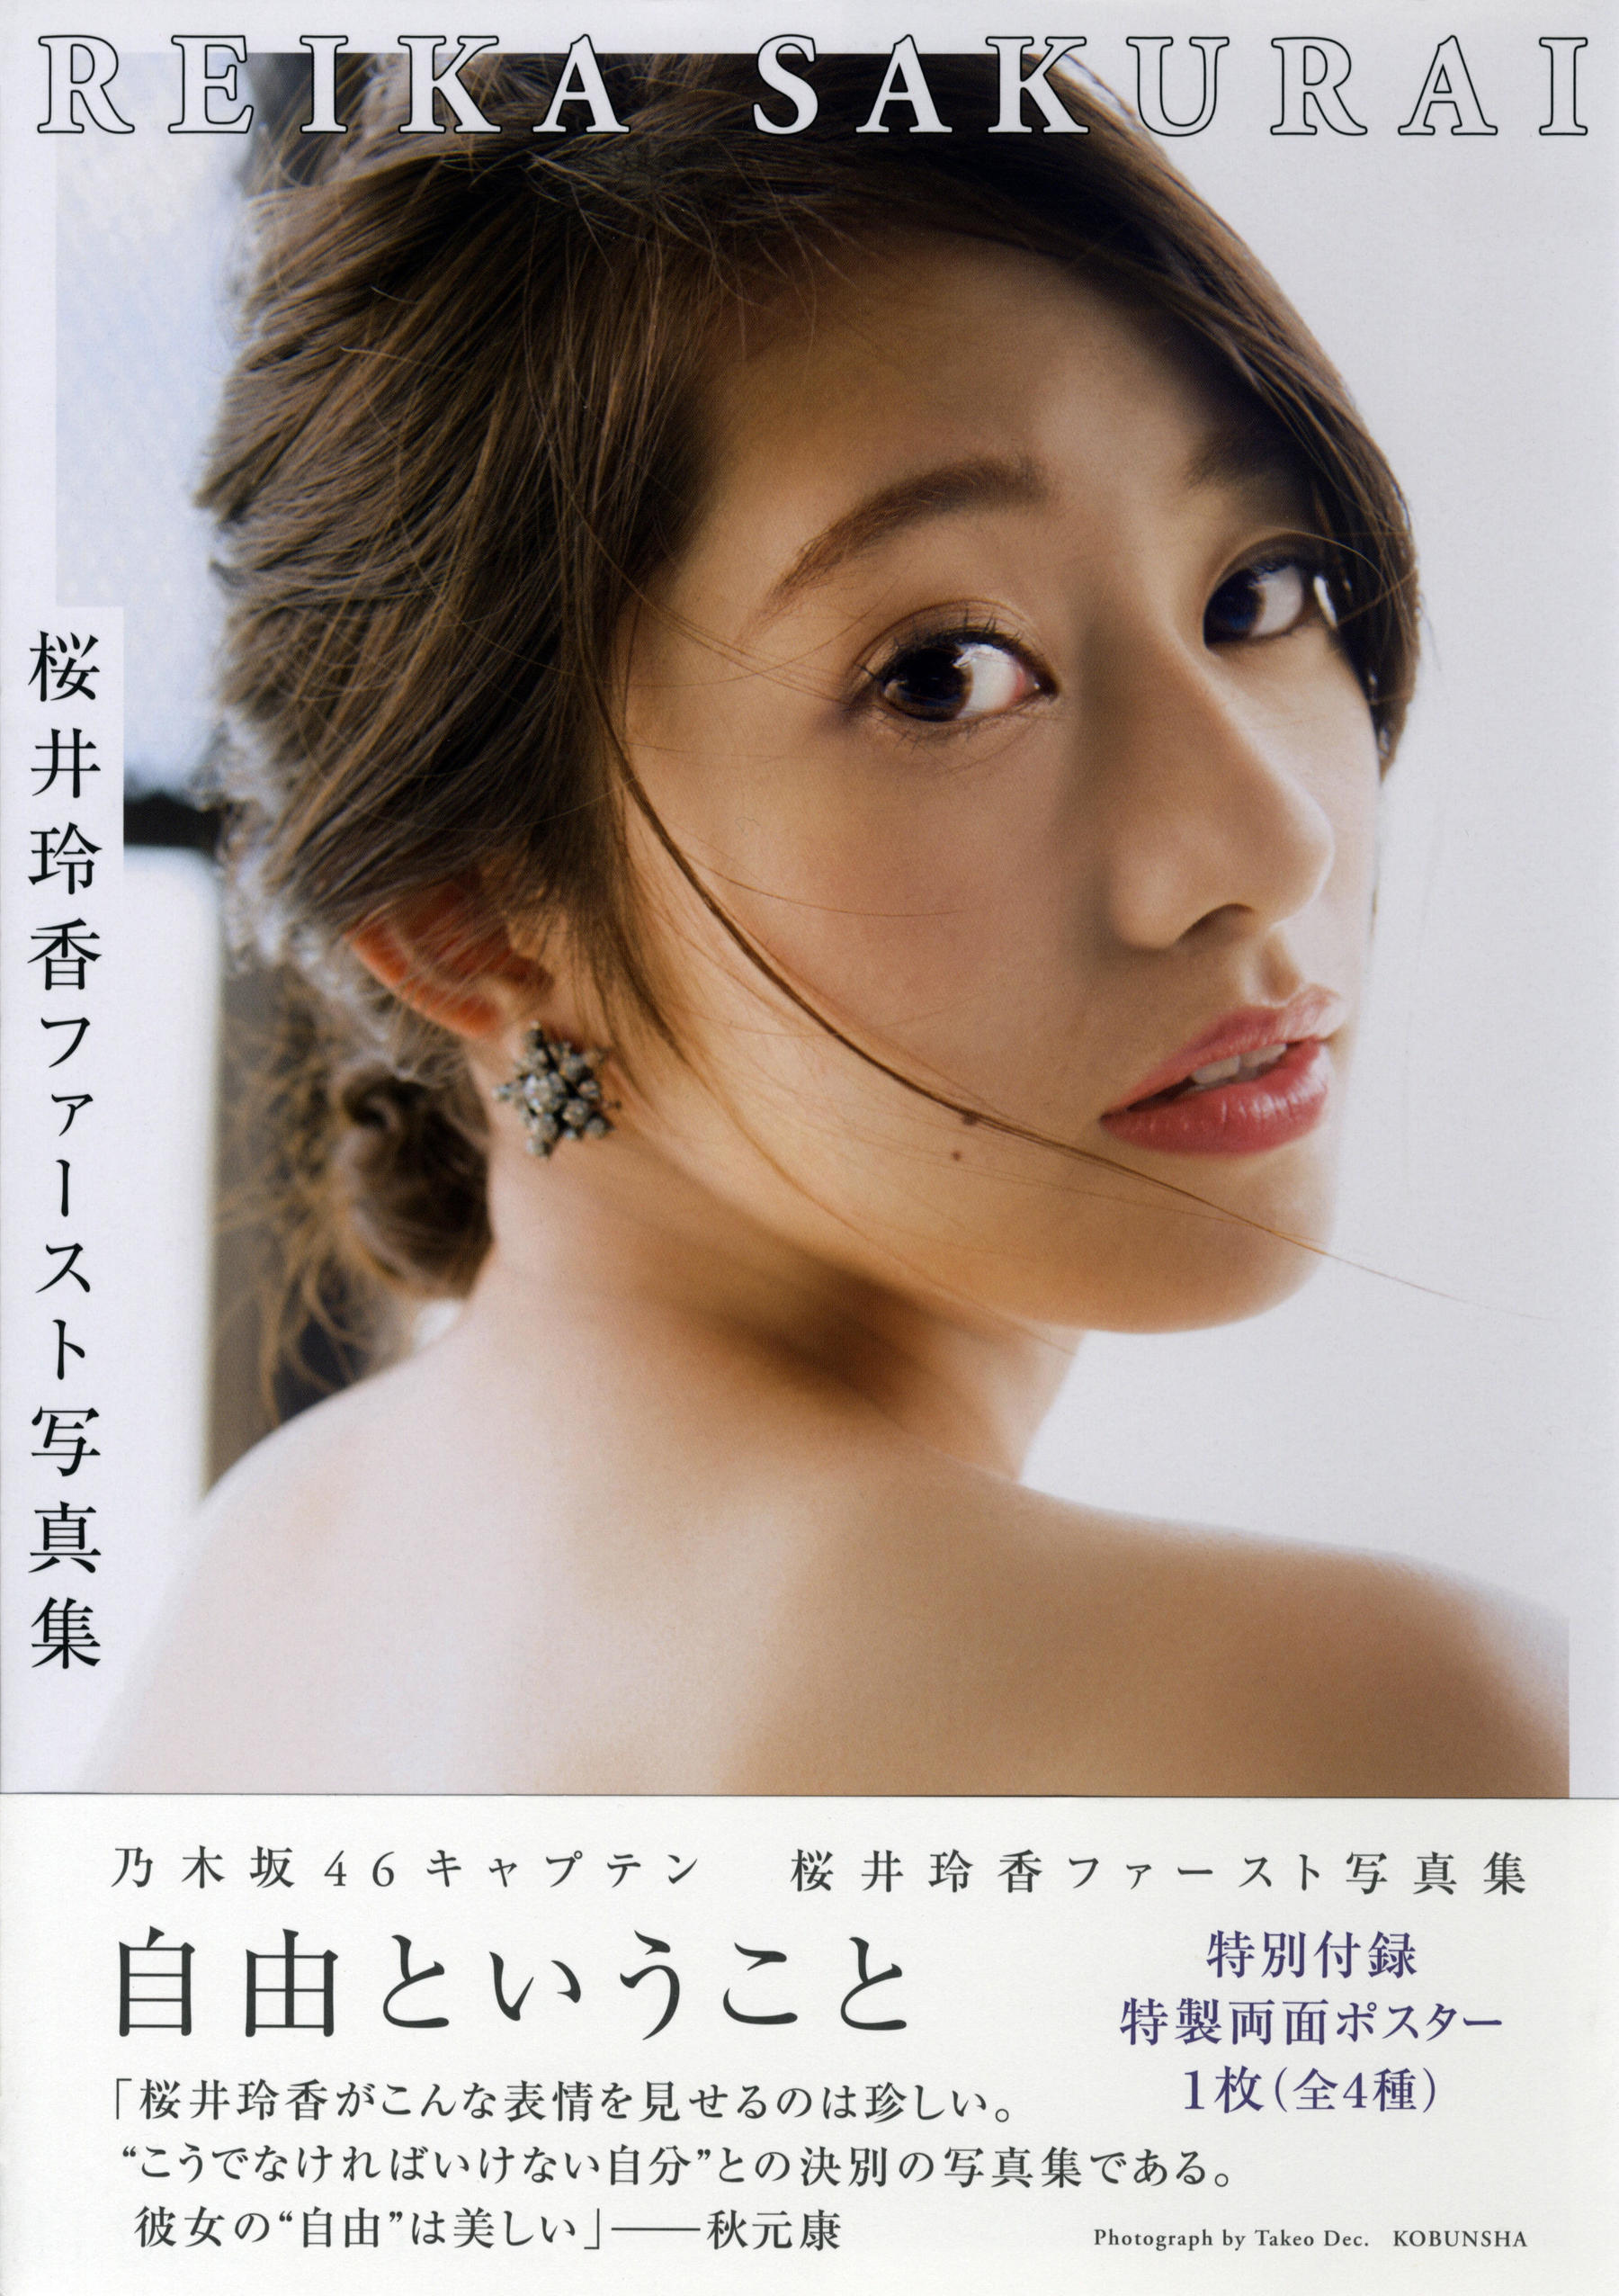 REIKA SAKURAI
桜井玲香ファースト写真集
乃木坂46キャプテン 桜井玲香ファースト写真集
自由ということ
特別付録
特製両面ポスター
1枚(全4種)
「桜井玲香がこんな表情を見せるのは珍しい。
“こうでなければいけない自分”との決別の写真集である。
彼女の“自由”は美しい」——秋元康
Photograph by Takeo Dec. KOBUNSHA